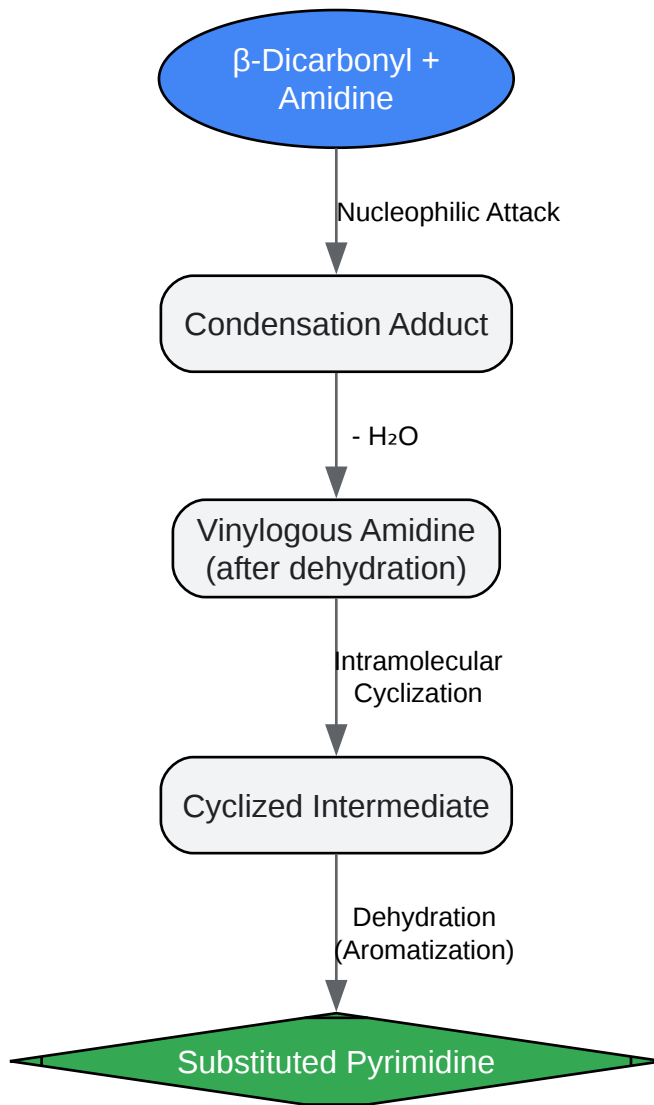 β-Dicarbonyl +
Amidine
Nucleophilic Attack
Condensation Adduct
- H₂O
Vinylogous Amidine
(after dehydration)
Intramolecular
Cyclization
Cyclized Intermediate
Dehydration
(Aromatization)
Substituted Pyrimidine